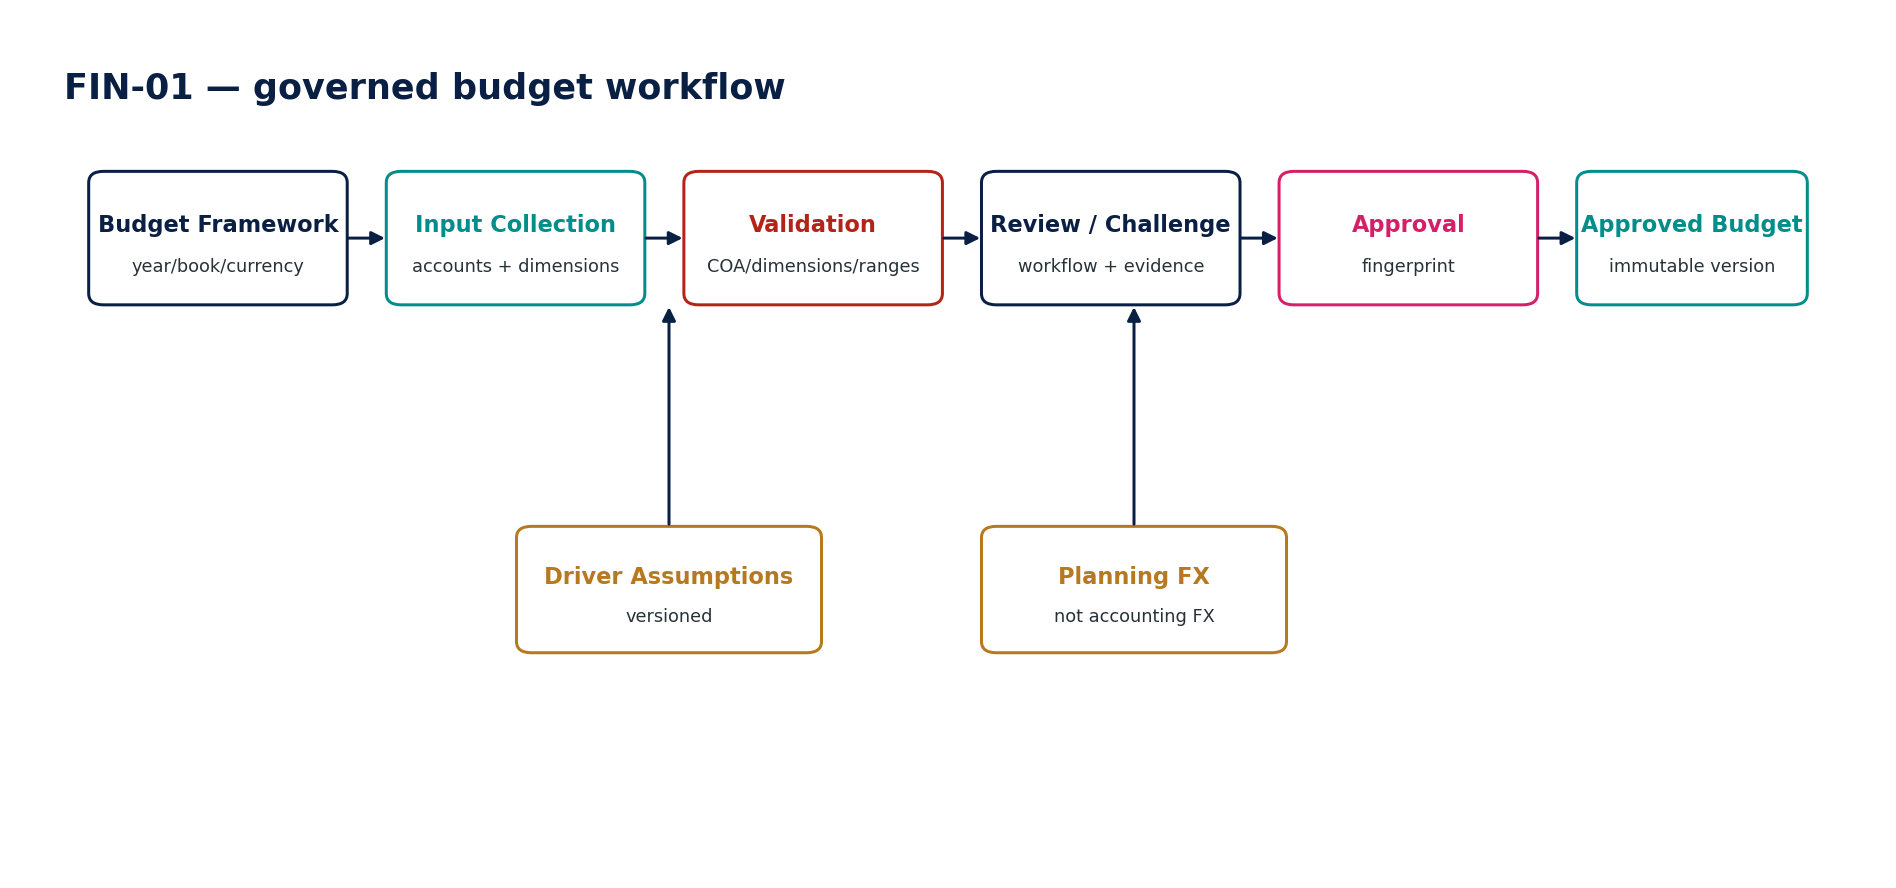 FIN-01 — governed budget workflow
Budget Framework
year/book/currency
Input Collection
accounts + dimensions
Validation
COA/dimensions/ranges
Review / Challenge
workflow + evidence
Approval
fingerprint
Approved Budget
immutable version
Driver Assumptions
versioned
Planning FX
not accounting FX